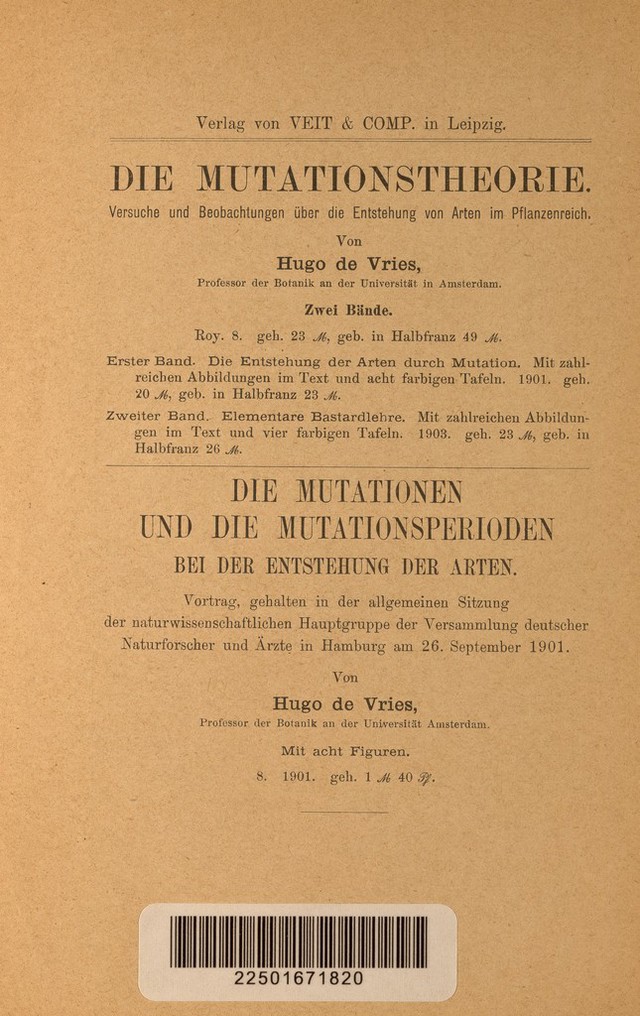 Verlag von VEIT & COMP. in Leipzig.
DIE MUTATIONSTHEORIE.
Versuche und Beobachtungen über die Entstehung von Arten im Pflanzenreich.
Von
Hugo de Vries,
Professor der Botanik an der Universität in Amsterdam.
Zwei Bände.
Roy. 8. geh. 23 ℳ, geb. in Halbfranz 49 ℳ.
Erster Band. Die Entstehung der Arten durch Mutation. Mit zahl-
reichen Abbildungen im Text und acht farbigen Tafeln. 1901. geh.
20 ℳ, geb. in Halbfranz 23 ℳ.
Zweiter Band. Elementare Bastardlehre. Mit zahlreichen Abbildun-
gen im Text und vier farbigen Tafeln. 1903. geh. 23 ℳ, geb. in
Halbfranz 26 ℳ.
DIE MUTATIONEN
UND DIE MUTATIONSPERIODEN
BEI DER ENTSTEHUNG DER ARTEN.
Vortrag, gehalten in der allgemeinen Sitzung
der naturwissenschaftlichen Hauptgruppe der Versammlung deutscher
Naturforscher und Ärzte in Hamburg am 26. September 1901.
Von
Hugo de Vries,
Professor der Botanik an der Universität Amsterdam.
Mit acht Figuren.
8. 1901. geh. 1 ℳ 40 Pf.
22501671820